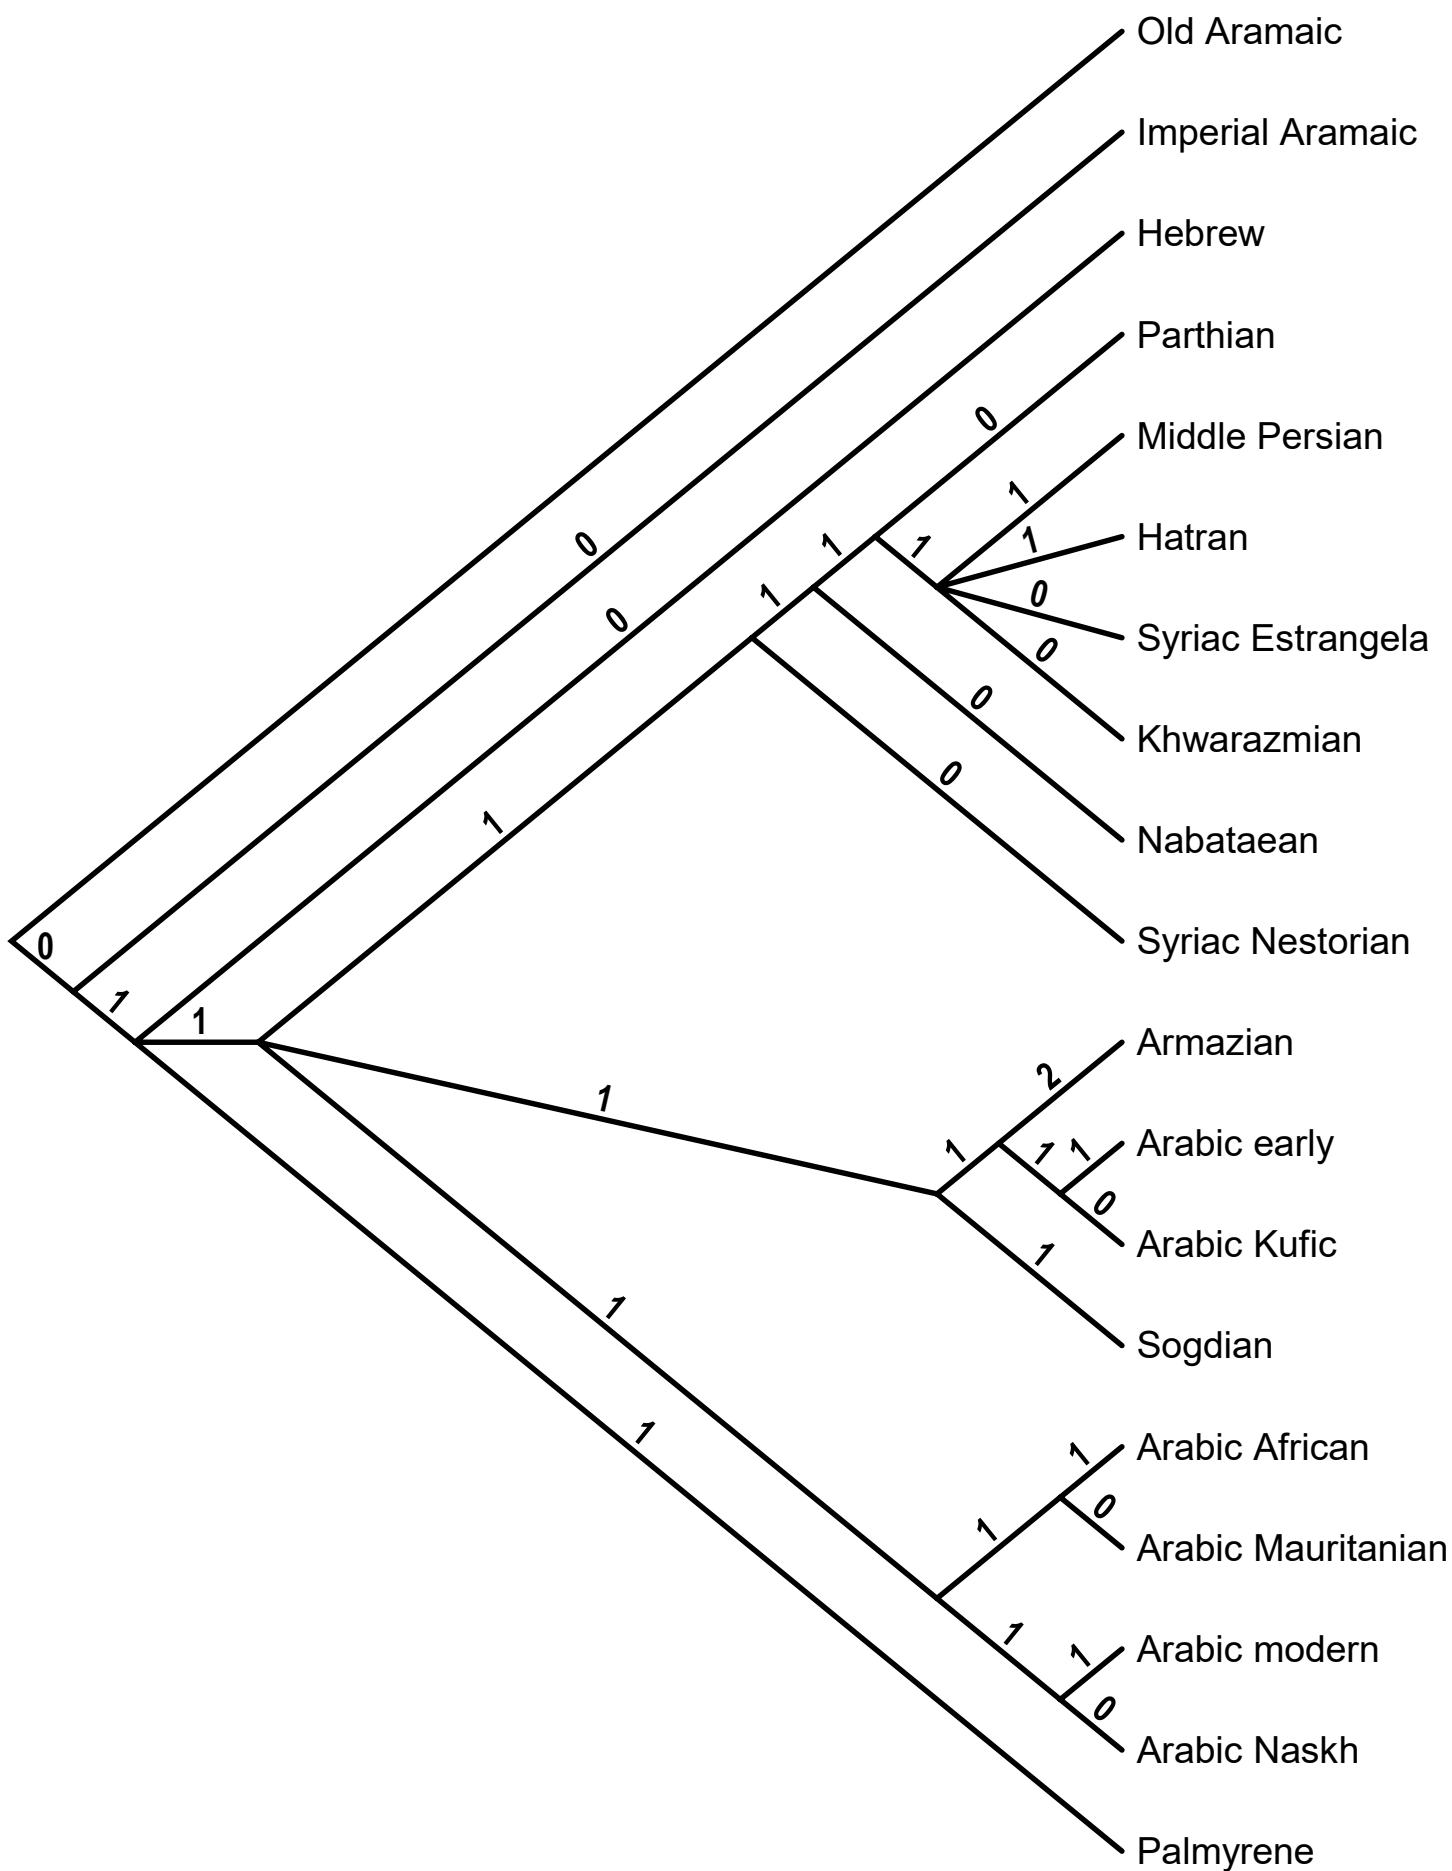 Old Aramaic
Imperial Aramaic
Hebrew
Parthian
0
Middle Persian
1
Hatran
1
0
1
1
0
Syriac Estrangela
1
0
0
Khwarazmian
0
Nabataean
0
1
Syriac Nestorian
0
1
1
Armazian
2
1
Arabic early
1
1
1
0
Arabic Kufic
1
Sogdian
1
Arabic African
1
1
0
Arabic Mauritanian
1
Arabic modern
1
1
0
Arabic Naskh
Palmyrene